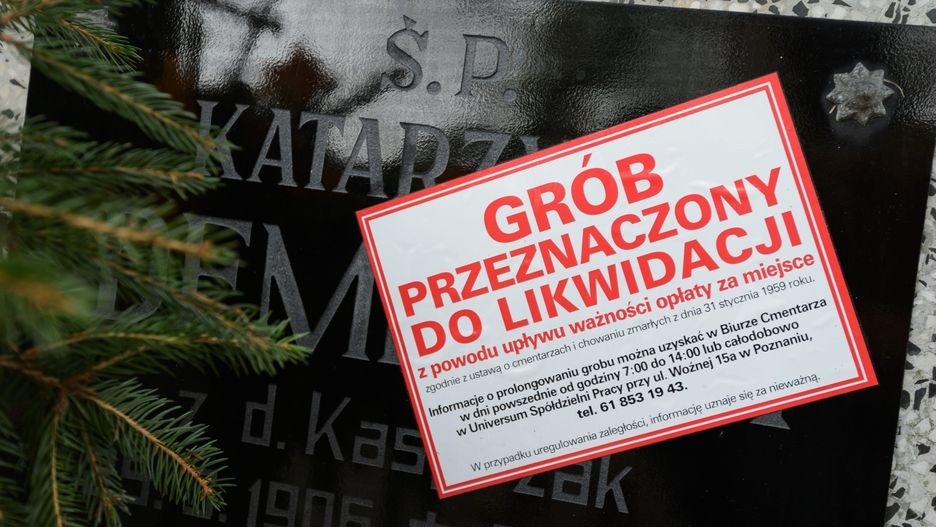 Ś.P.
GRÓB
PRZEZNACZONY
DO LIKWIDACJI
z powodu upływu ważności opłaty za miejsce
zgodnie z ustawą o cmentarzach i chowaniu zmarłych z dnia 31 stycznia 1959 roku.
Informacje o prolongowaniu grobu można uzyskać w Biurze Cmentarza
w dni powszednie od godziny 7:00 do 14:00 lub całodobowo
w Universum Spółdzielni Pracy przy ul. Woźnej 15a w Poznaniu,
tel. 61 853 19 43.
W przypadku uregulowania zaległości, informację uznaje się za nieważną.
z d.
1906